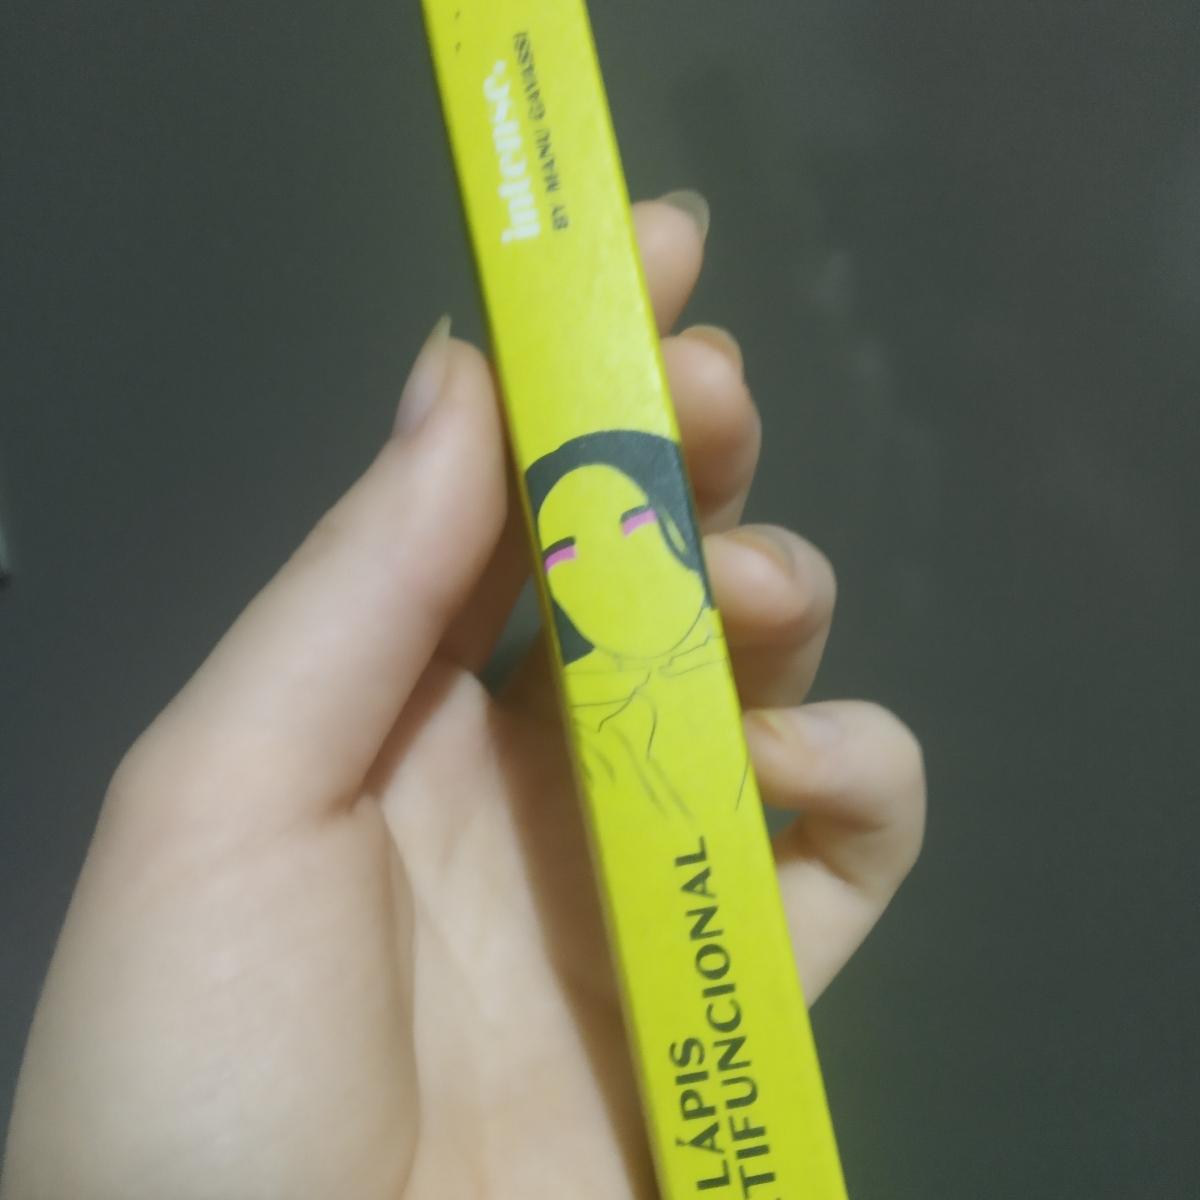 intense
BY MANU GAVASSI
LÁPIS
TIFUNCIONAL